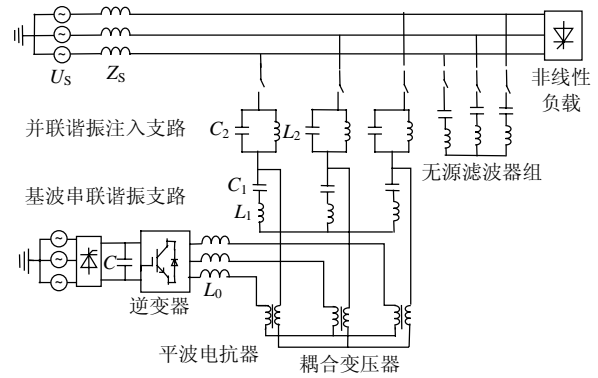 U_S
Z_S
非线性
负载
并联谐振注入支路
C_2
L_2
无源滤波器组
C_1
基波串联谐振支路
L_1
C
L_0
逆变器
平波电抗器
耦合变压器